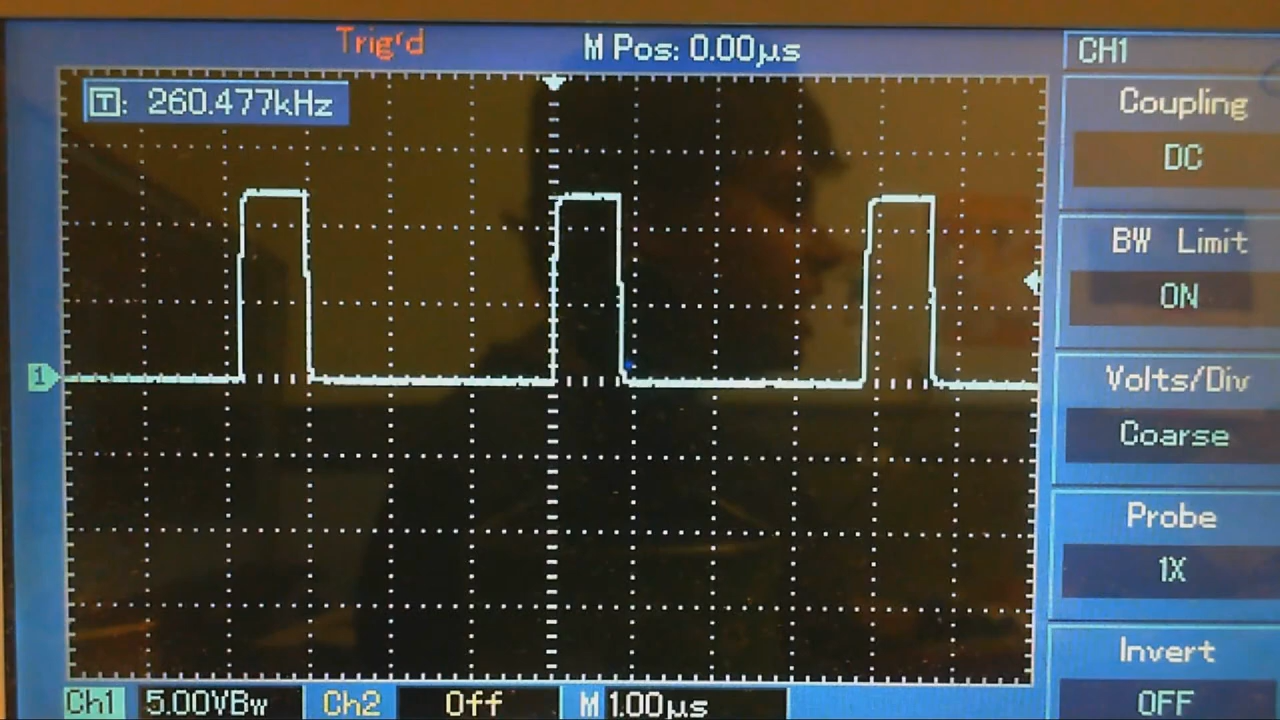 Trig'd
M Pos: 0.00µs
CH1
T: 260.477kHz
Coupling
DC
BW Limit
ON
1
Volts/Div
Coarse
Probe
1X
Invert
OFF
Ch1 5.00VBw Ch2 Off M 1.00µs